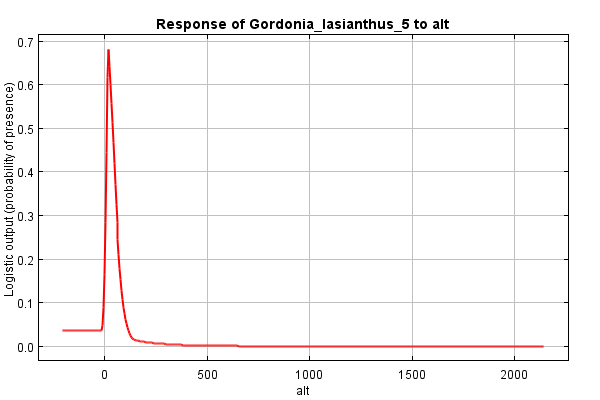 Response of Gordonia_lasianthus_5 to alt
Logistic output (probability of presence)
0.7
0.6
0.5
0.4
0.3
0.2
0.1
0.0
0 500 1000 1500 2000
alt